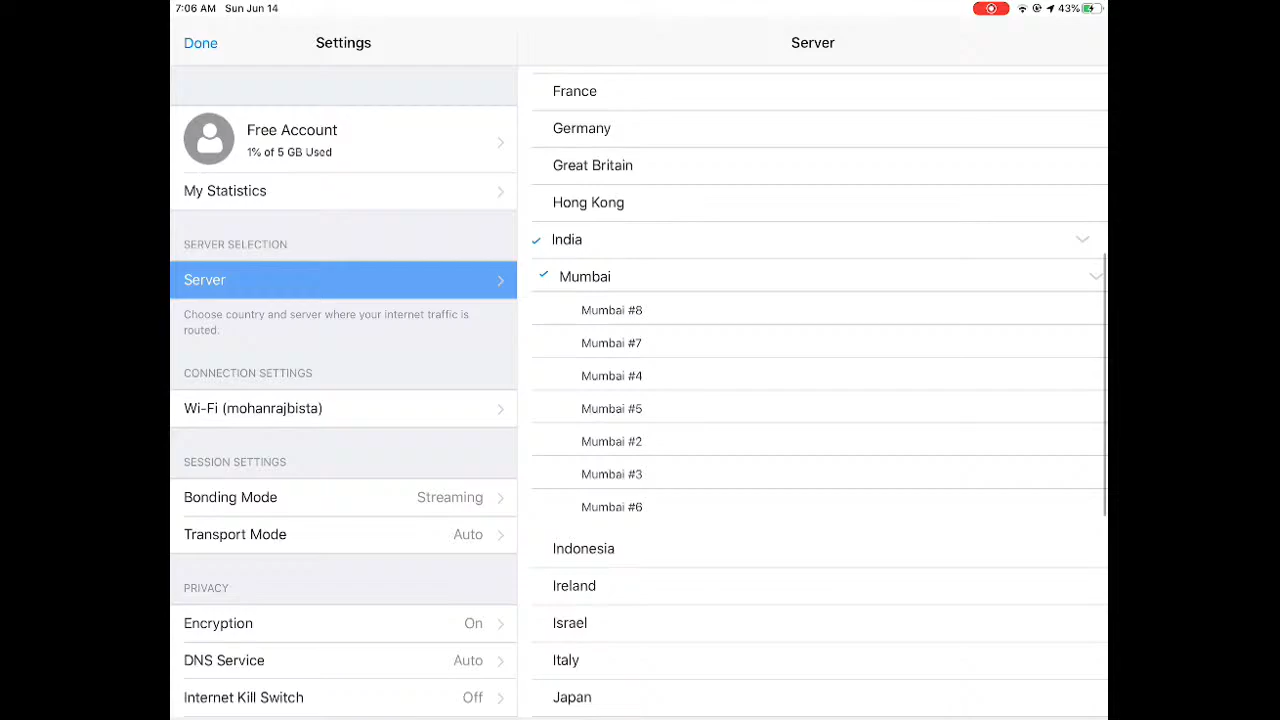 7:06 AM Sun Jun 14
43%
Done
Settings
Free Account
1% of 5 GB Used
My Statistics
SERVER SELECTION
Server
Choose country and server where your internet traffic is
routed.
CONNECTION SETTINGS
Wi-Fi (mohanrajbista)
SESSION SETTINGS
Bonding Mode Streaming
Transport Mode Auto
PRIVACY
Encryption On
DNS Service Auto
Internet Kill Switch Off
Server
France
Germany
Great Britain
Hong Kong
India
Mumbai
Mumbai #8
Mumbai #7
Mumbai #4
Mumbai #5
Mumbai #2
Mumbai #3
Mumbai #6
Indonesia
Ireland
Israel
Italy
Japan